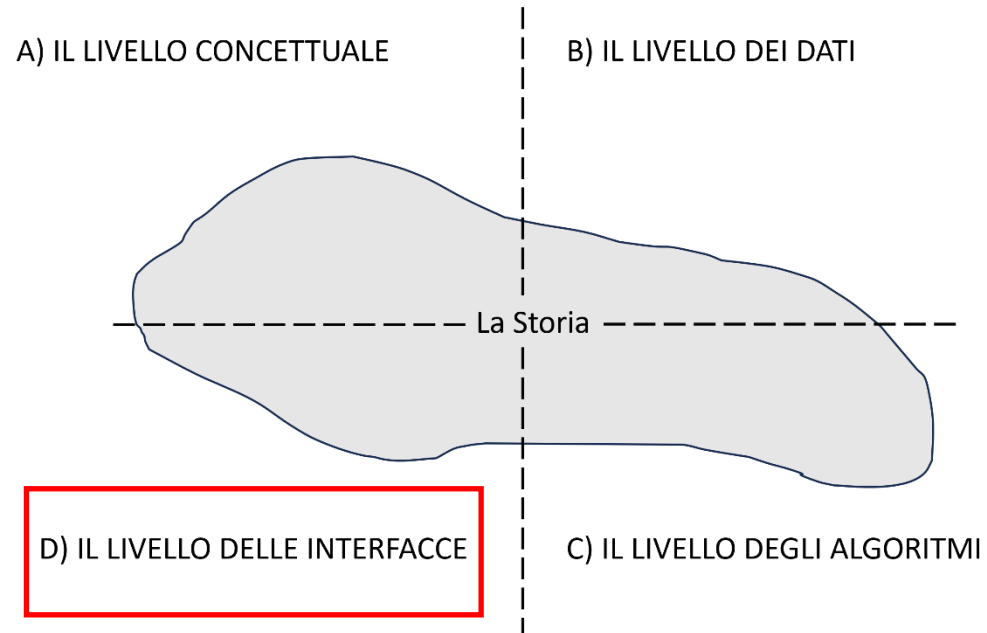 A) IL LIVELLO CONCETTUALE
B) IL LIVELLO DEI DATI
La Storia
D) IL LIVELLO DELLE INTERFACCE
C) IL LIVELLO DEGLI ALGORITMI